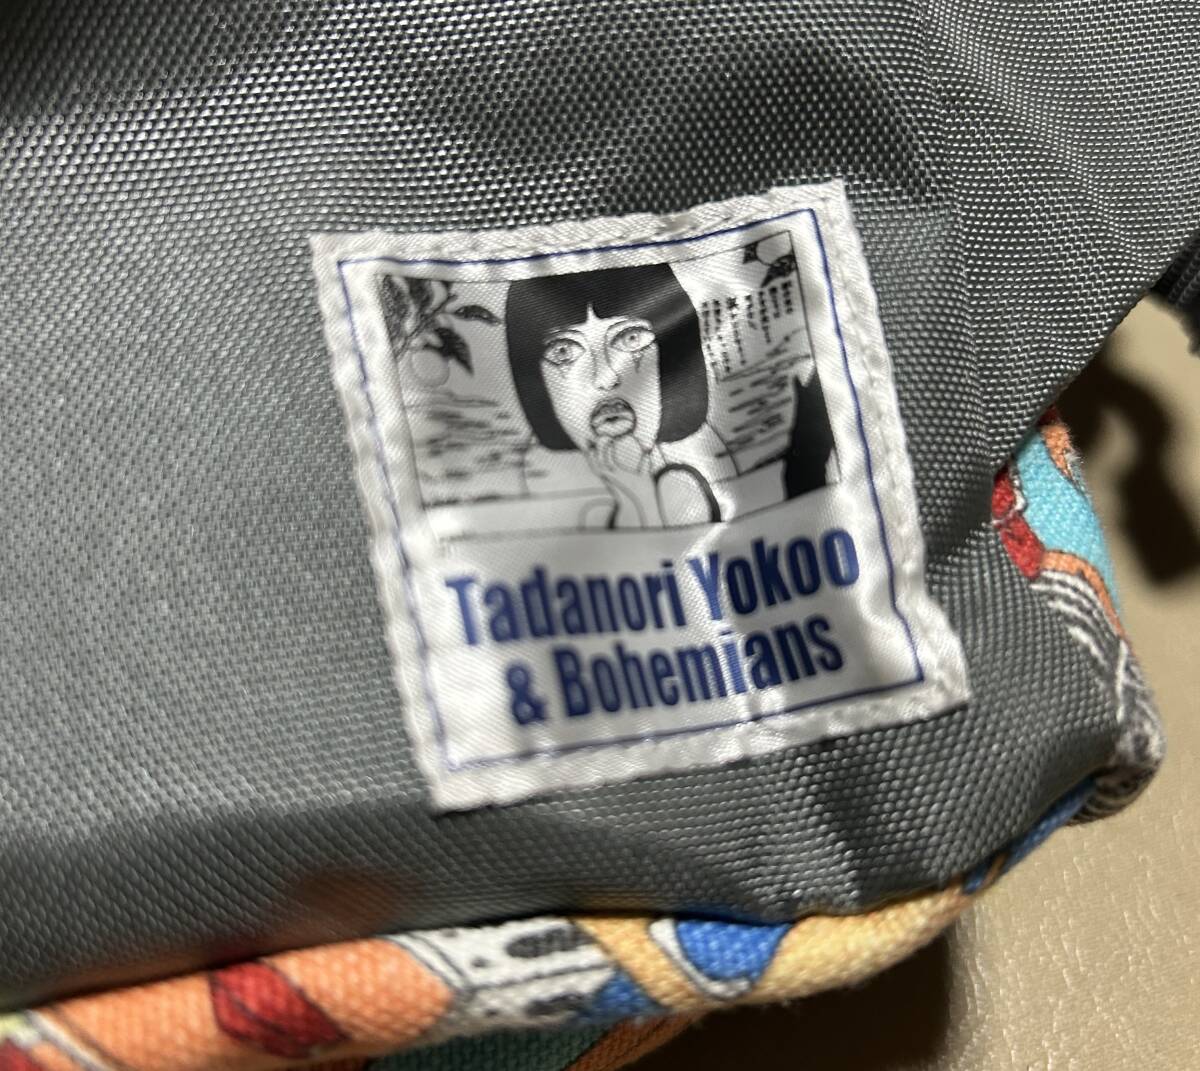 Tadanori Yokoo
& Bohemians